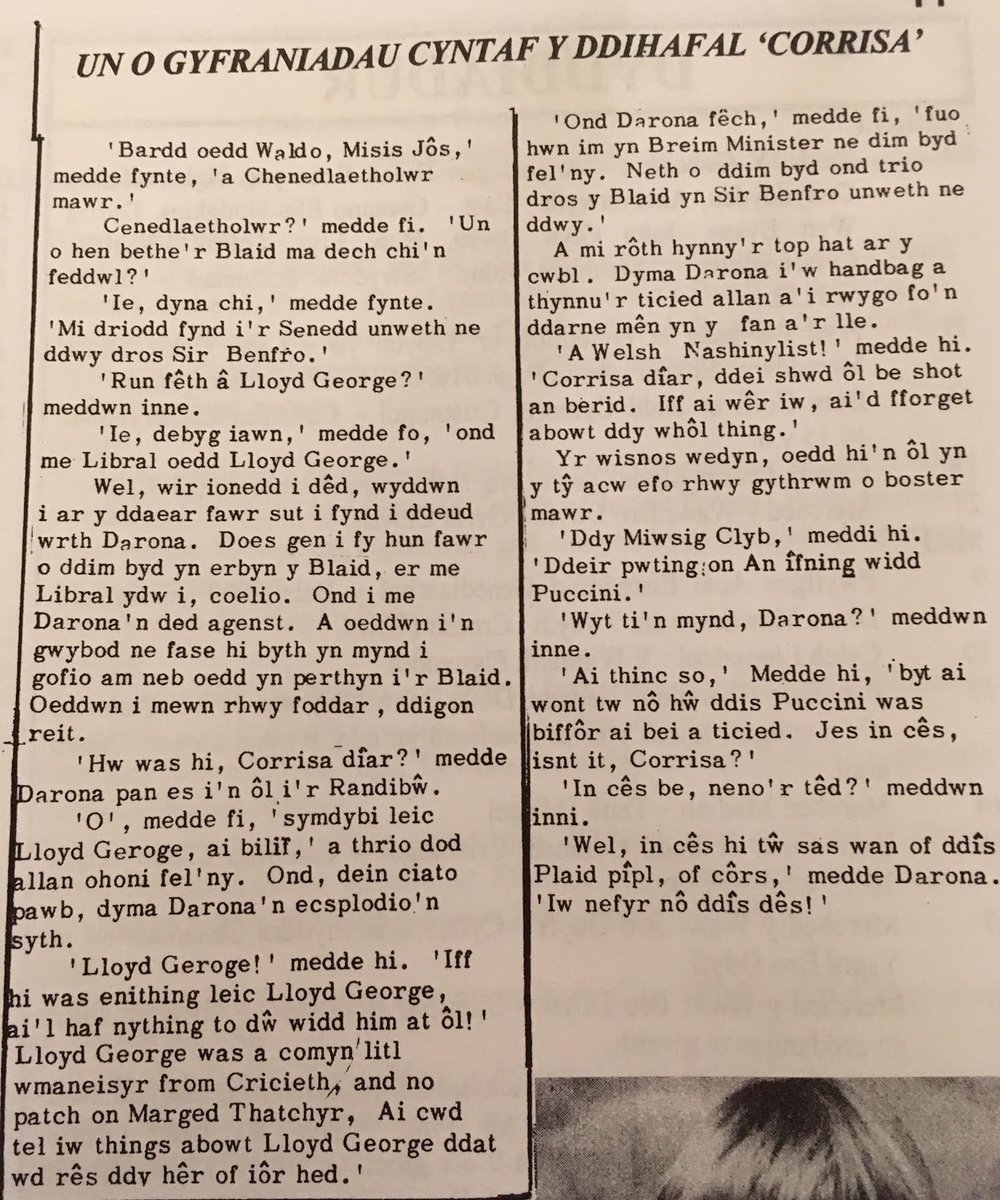 UN O GYFRANIADAU CYNTAF Y DDIHAFAL 'CORRISA'
'Bardd oedd Waldo, Misis Jôs,'
medde fynte, 'a Chenedlaetholwr
mawr.'
Cenedlaetholwr?' medde fi. 'Un
o hen bethe'r Blaid ma dech chi'n
feddwl?'
'Ie, dyna chi,' medde fynte.
'Mi driodd fynd i'r Senedd unweth ne
ddwy dros Sir Benfro.'
'Run fêth â Lloyd George?'
meddwn inne.
'Ie, debyg iawn,' medde fo, 'ond
me Libral oedd Lloyd George.'
Wel, wir ionedd i dêd, wyddwn
i ar y ddaear fawr sut i fynd i ddeud
wrth Darona. Does gen i fy hun fawr
o ddim byd yn erbyn y Blaid, er me
Libral ydw i, coelio. Ond i me
Darona'n ded agenst. A oeddwn i'n
gwybod ne fase hi byth yn mynd i
gofio am neb oedd yn perthyn i'r Blaid.
Oeddwn i mewn rhwy foddar, ddigon
reit.
'Hw was hi, Corrisa dîar?' medde
Darona pan es i'n ôl i'r Randibŵ.
'O', medde fi, 'symdybi leic
Lloyd Geroge, ai bilîf,' a thrio dod
allan ohoni fel'ny. Ond, dein ciato
pawb, dyma Darona'n ecsplodio'n
syth.
'Lloyd Geroge!' medde hi. 'Iff
hi was enithing leic Lloyd George,
ai'l haf nything to dŵ widd him at ôl!'
Lloyd George was a comyn litl
wmaneisyr from Cricieth, and no
patch on Marged Thatchyr, Ai cwd
tel iw things abowt Lloyd George ddat
wd rês ddy hêr of iôr hed.'
'Ond Darona fêch,' medde fi, 'fuo
hwn im yn Breim Minister ne dim byd
fel'ny. Neth o ddim byd ond trio
dros y Blaid yn Sir Benfro unweth ne
ddwy.'
A mi rôth hynny'r top hat ar y
cwbl. Dyma Darona i'w handbag a
thynnu'r ticied allan a'i rwygo fo'n
ddarne mên yn y fan a'r lle.
'A Welsh Nashinylist!' medde hi.
'Corrisa dîar, ddei shwd ôl be shot
an berid. Iff ai wêr iw, ai'd fforget
abowt ddy whôl thing.'
Yr wisnos wedyn, oedd hi'n ôl yn
y tŷ acw efo rhwy gythrwm o boster
mawr.
'Ddy Miwsig Clyb,' meddi hi.
'Ddeir pwting on An îfning widd
Puccini.'
'Wyt ti'n mynd, Darona?' meddwn
inne.
'Ai thinc so,' Medde hi, 'byt ai
wont tw nô hŵ ddis Puccini was
biffôr ai bei a ticied. Jes in cês,
isnt it, Corrisa?'
'In cês be, neno'r têd?' meddwn
inni.
'Wel, in cês hi tŵ sas wan of ddîs
Plaid pîpl, of côrs,' medde Darona.
'Iw nefyr nô ddîs dês!'